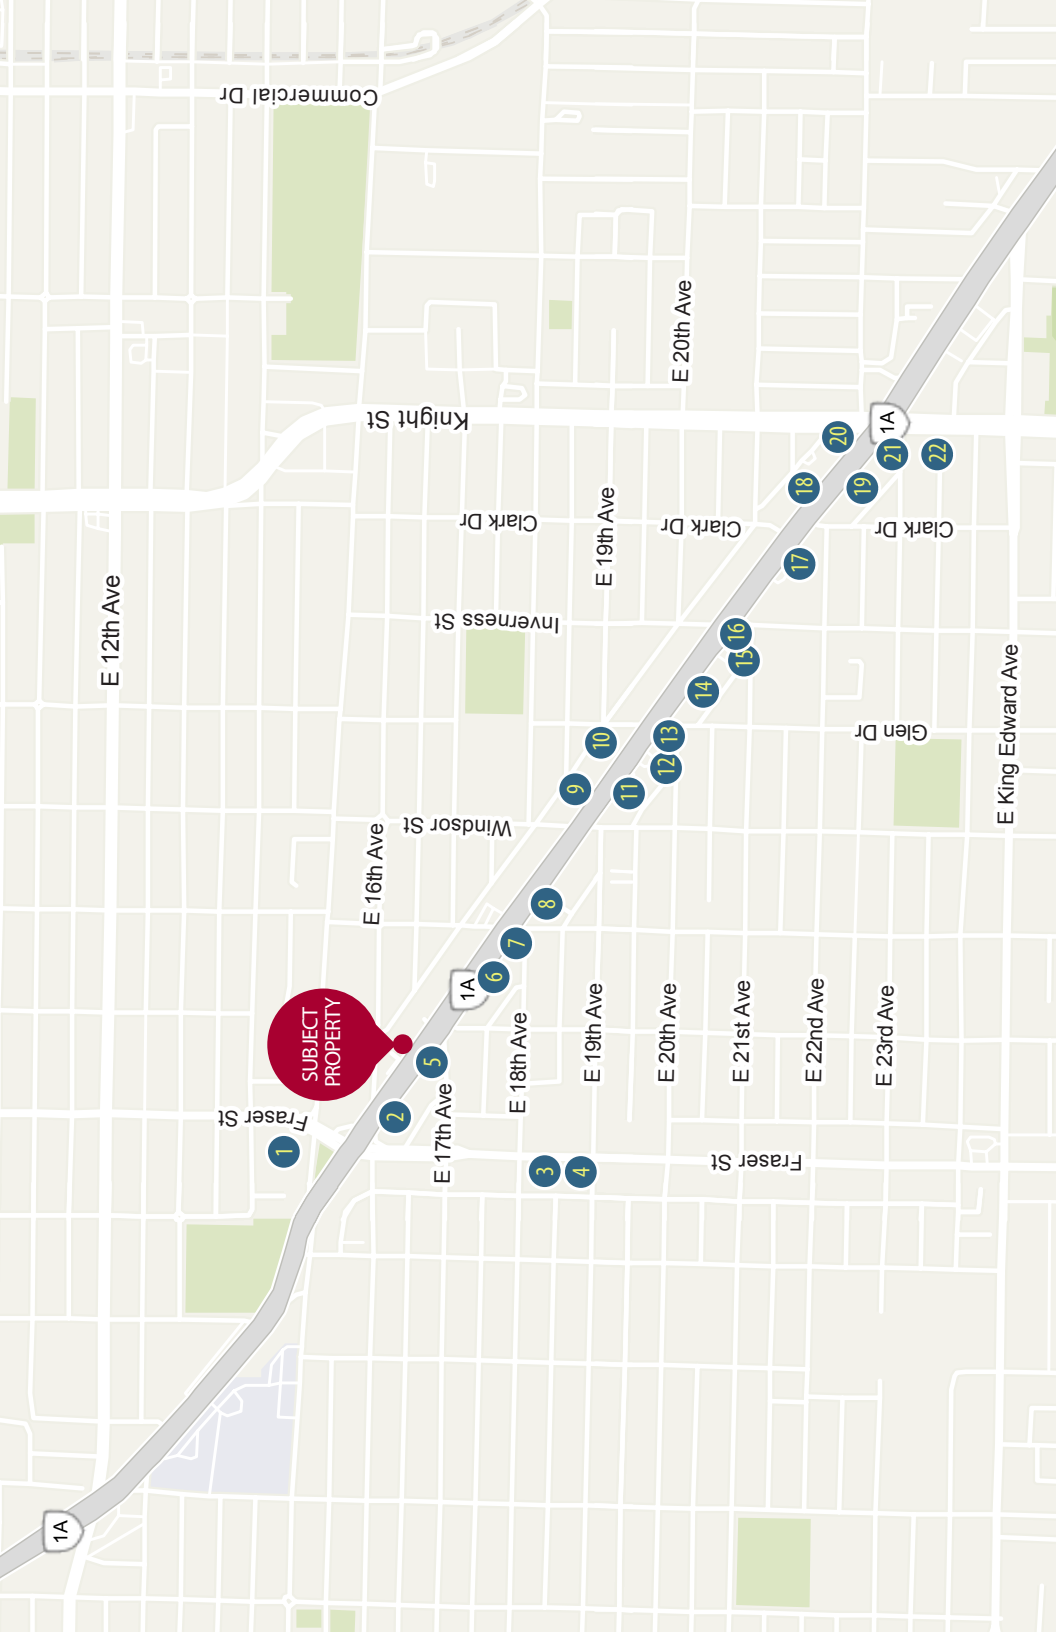 Commercial Dr
E 20th Ave
Knight St
1A
20
21
22
18
19
Clark Dr
Clark Dr
Clark Dr
E 19th Ave
17
E 12th Ave
Inverness St
16
15
14
E King Edward Ave
Glen Dr
13
12
10
9
11
Windsor St
E 16th Ave
8
7
6
1A
SUBJECT
PROPERTY
5
2
1
Fraser St
E 17th Ave
E 18th Ave
E 19th Ave
E 20th Ave
E 21st Ave
E 22nd Ave
E 23rd Ave
3
4
Fraser St
1A